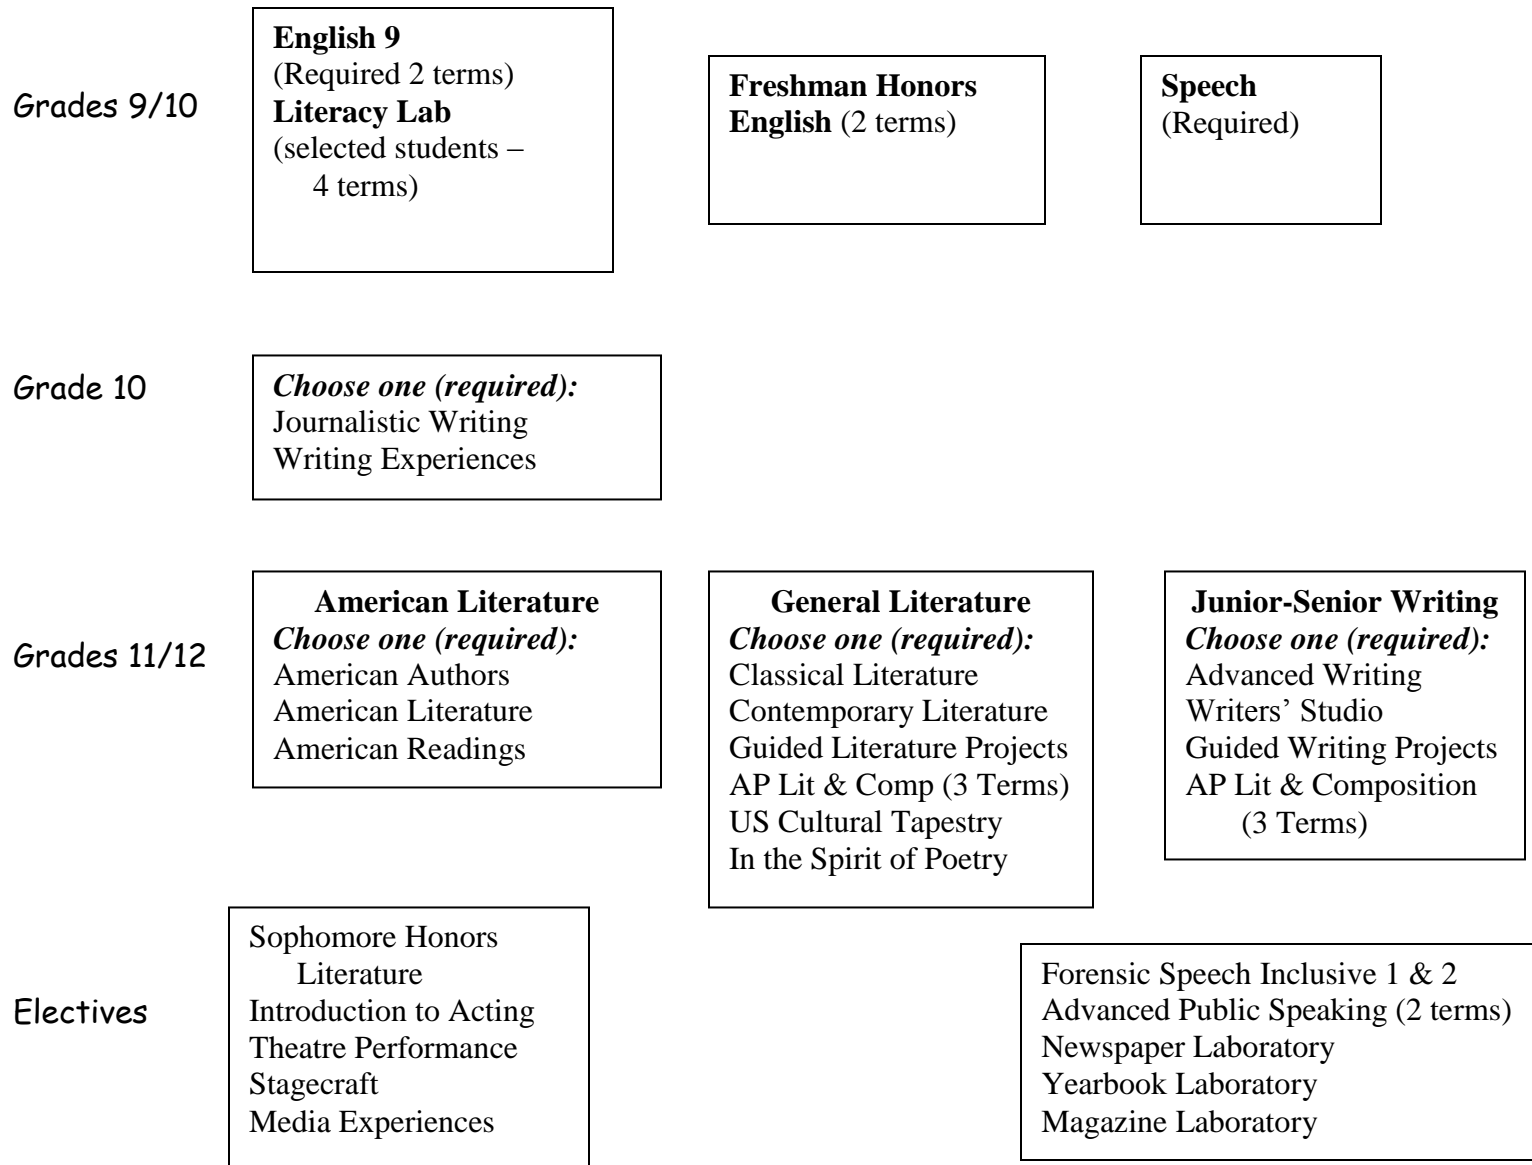 Grades 9/10
English 9
(Required 2 terms)
Literacy Lab
(selected students –
4 terms)
Freshman Honors
English (2 terms)
Speech
(Required)
Grade 10
Choose one (required):
Journalistic Writing
Writing Experiences
Grades 11/12
American Literature
Choose one (required):
American Authors
American Literature
American Readings
General Literature
Choose one (required):
Classical Literature
Contemporary Literature
Guided Literature Projects
AP Lit & Comp (3 Terms)
US Cultural Tapestry
In the Spirit of Poetry
Junior-Senior Writing
Choose one (required):
Advanced Writing
Writers’ Studio
Guided Writing Projects
AP Lit & Composition
(3 Terms)
Electives
Sophomore Honors
Literature
Introduction to Acting
Theatre Performance
Stagecraft
Media Experiences
Forensic Speech Inclusive 1 & 2
Advanced Public Speaking (2 terms)
Newspaper Laboratory
Yearbook Laboratory
Magazine Laboratory